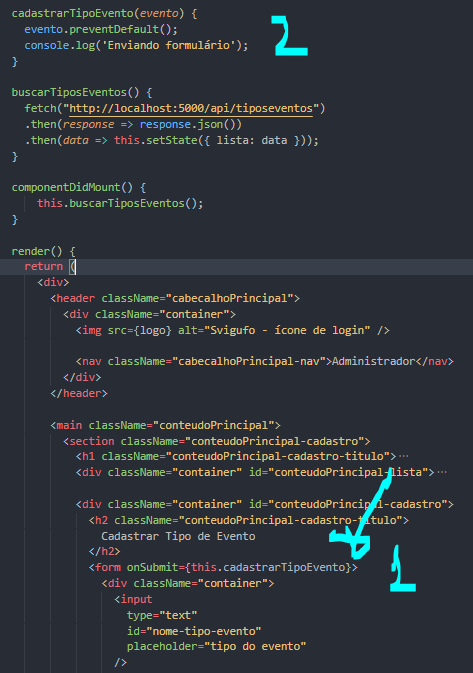 cadastrarTipoEvento(evento) {
evento.preventDefault();
console.log('Enviando formulário');
}
2
buscarTiposEventos() {
fetch("http://localhost:5000/api/tiposeventos")
.then(response => response.json())
.then(data => this.setState({ lista: data }));
}
componentDidMount() {
this.buscarTiposEventos();
}
render() {
return (
<div>
<header className="cabecalhoPrincipal">
<div className="container">
<img src={logo} alt="Svigufo - ícone de login" />
<nav className="cabecalhoPrincipal-nav">Administrador</nav>
</div>
</header>
<main className="conteudoPrincipal">
<section className="conteudoPrincipal-cadastro">
<h1 className="conteudoPrincipal-cadastro-titulo">...
<div className="container" id="conteudoPrincipal-lista">...
<div className="container" id="conteudoPrincipal-cadastro">
<h2 className="conteudoPrincipal-cadastro-titulo">
Cadastrar Tipo de Evento
</h2>
<form onSubmit={this.cadastrarTipoEvento}>
1
<div className="container">
<input
type="text"
id="nome-tipo-evento"
placeholder="tipo do evento"
/>